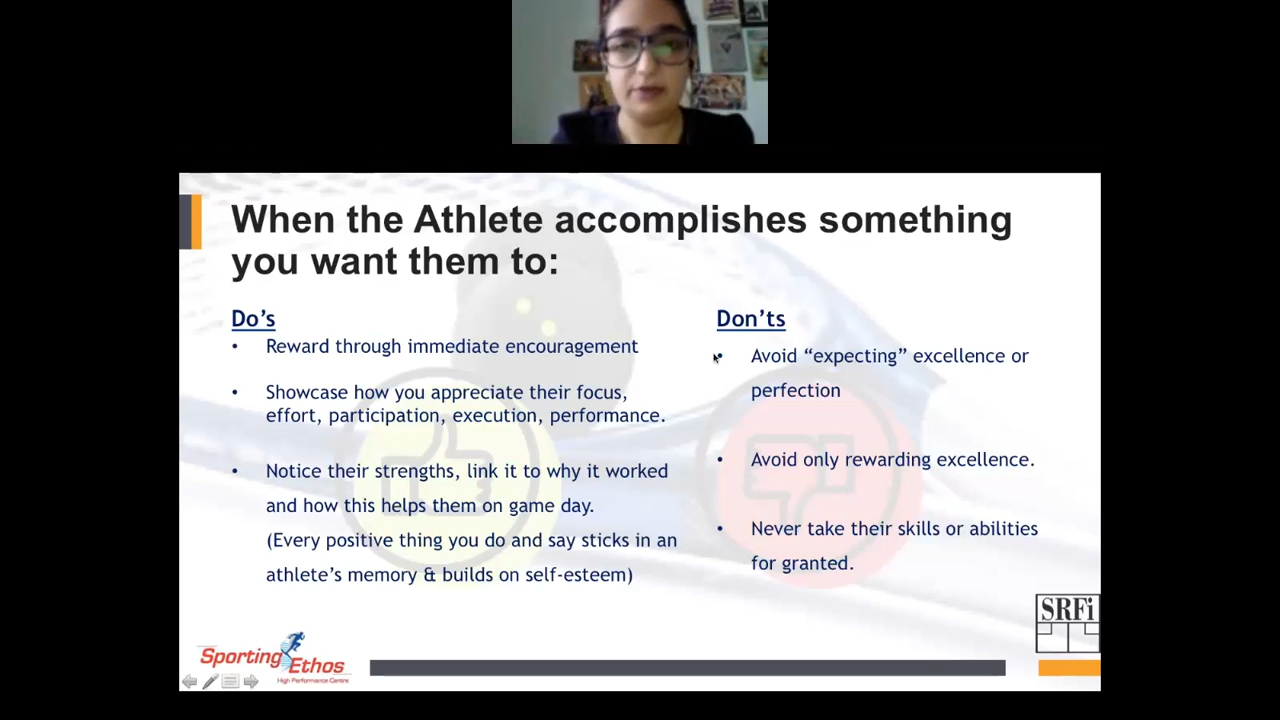 When the Athlete accomplishes something
you want them to:
Do’s
• Reward through immediate encouragement
• Showcase how you appreciate their focus,
effort, participation, execution, performance.
• Notice their strengths, link it to why it worked
and how this helps them on game day.
(Every positive thing you do and say sticks in an
athlete’s memory & builds on self-esteem)
Don’ts
• Avoid “expecting” excellence or
perfection
• Avoid only rewarding excellence.
• Never take their skills or abilities
for granted.
SRFi
Sporting Ethos
High Performance Centre